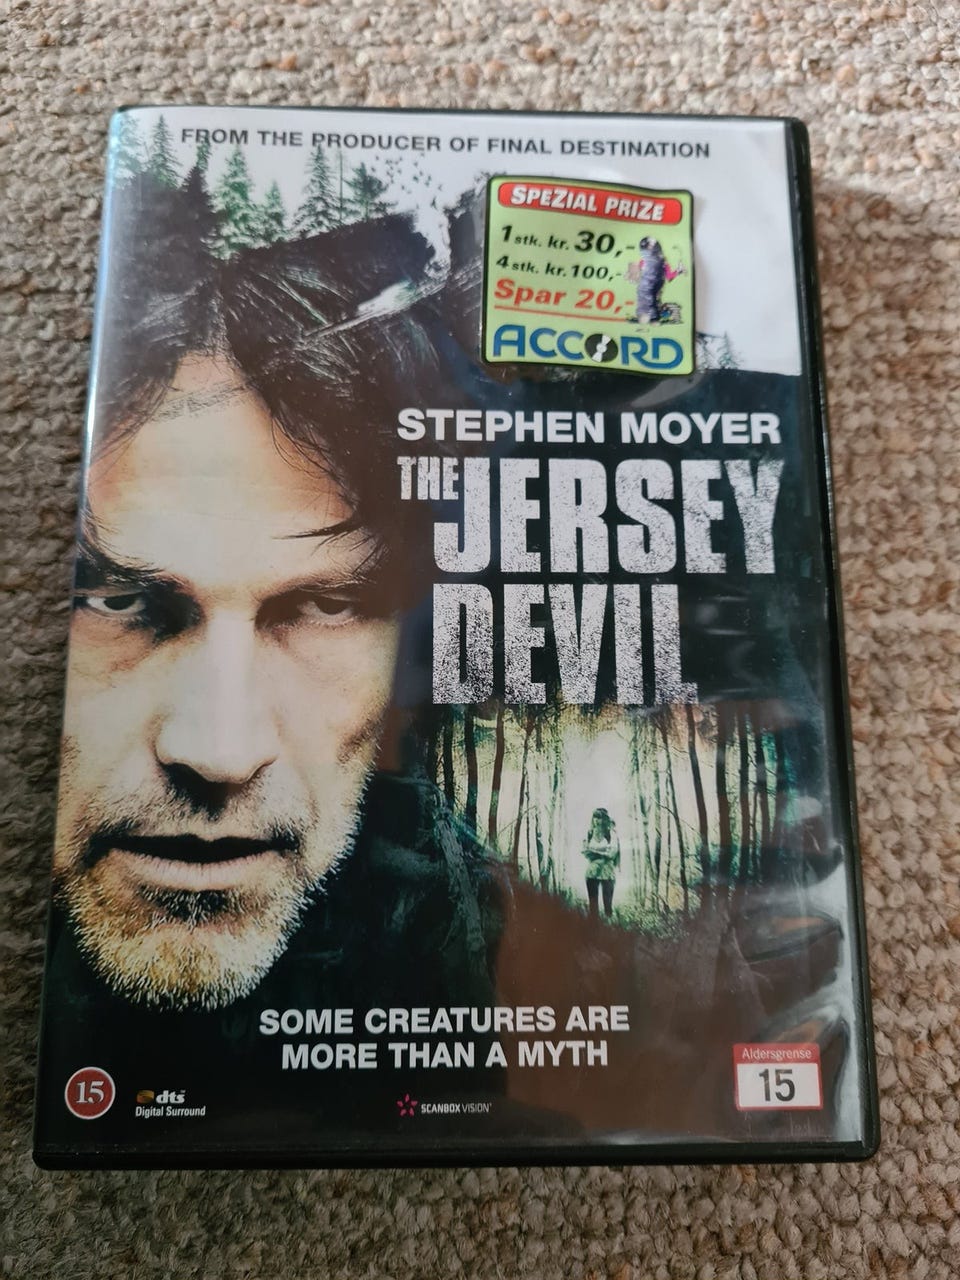 FROM THE PRODUCER OF FINAL DESTINATION
SPEZIAL PRIZE
1 stk. kr. 30,-
4 stk. kr. 100,-
Spar 20,-
ACCORD
STEPHEN MOYER
THE JERSEY
DEVIL
SOME CREATURES ARE
MORE THAN A MYTH
15
dts
Digital Surround
SCANBOX VISION
Aldersgrense
15